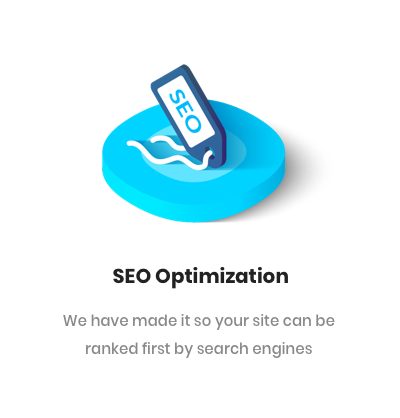 SEO
SEO Optimization
We have made it so your site can be
ranked first by search engines